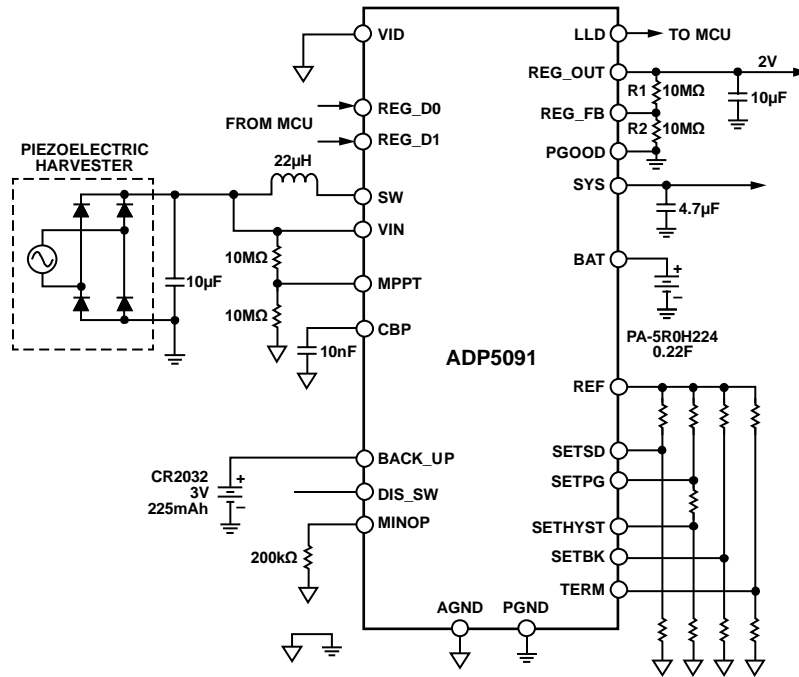 VID
LLD
TO MCU
REG_OUT
2V
R1
10MΩ
10µF
REG_D0
REG_FB
FROM MCU
R2
10MΩ
REG_D1
PGOOD
PIEZOELECTRIC
HARVESTER
22µH
SW
SYS
4.7µF
VIN
10MΩ
BAT
+
–
10µF
MPPT
10MΩ
CBP
10nF
PA-5R0H224
0.22F
ADP5091
REF
BACK_UP
SETSD
CR2032
3V
225mAh
+
–
DIS_SW
SETPG
MINOP
SETHYST
200kΩ
SETBK
TERM
AGND
PGND